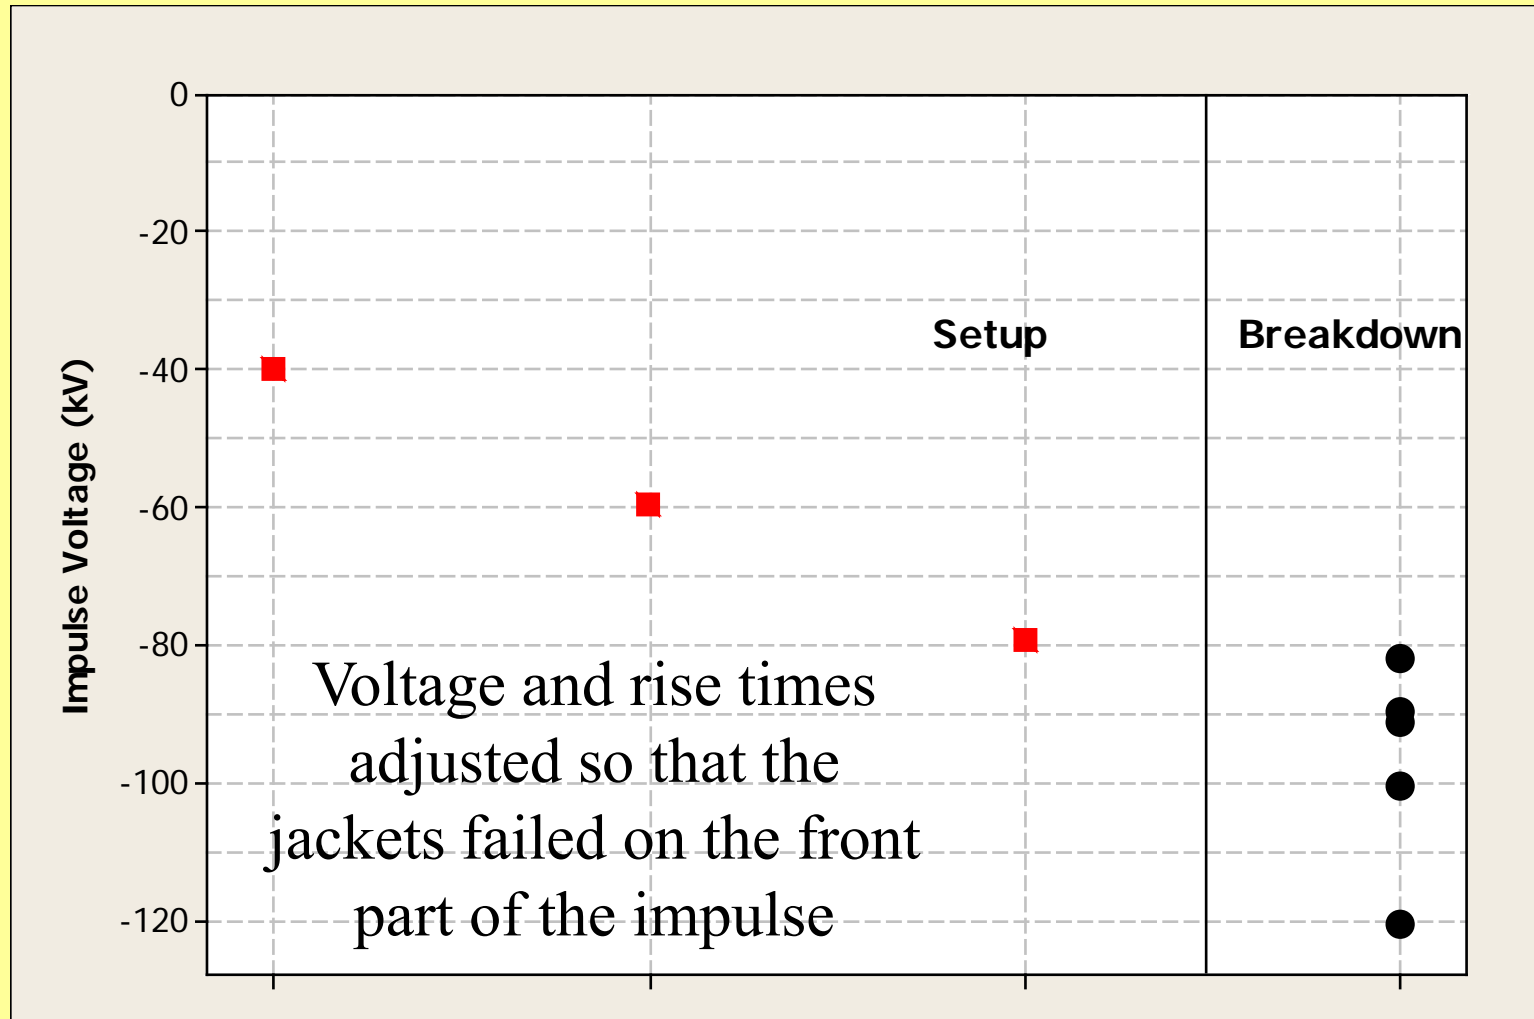 0
-20
-40
-60
-80
-100
-120
Impulse Voltage (kV)
Setup
Breakdown
Voltage and rise times
adjusted so that the
jackets failed on the front
part of the impulse